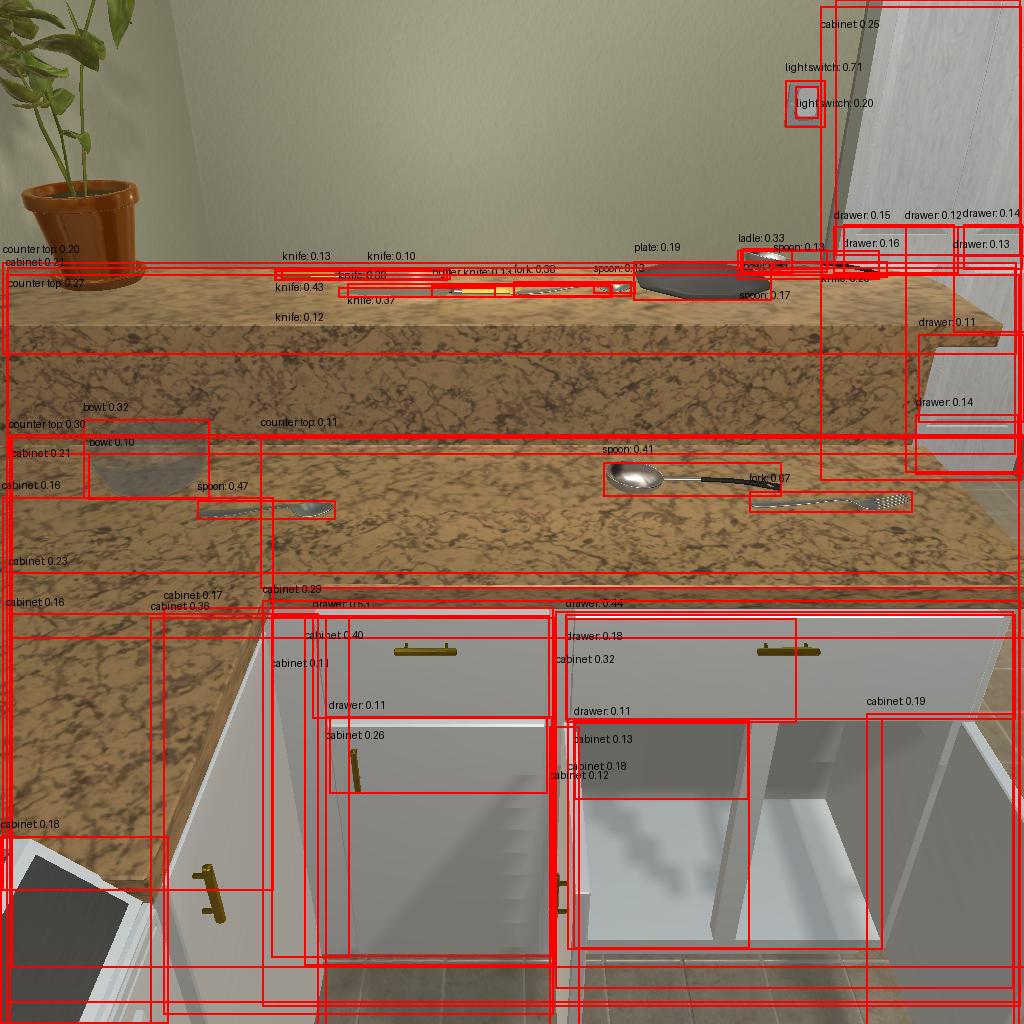 cabinet 0.25
light switch: 0.71
light switch: 0.20
drawer: 0.15
drawer: 0.12
drawer: 0.14
counter top: 0.20
knife: 0.13
knife: 0.10
plate: 0.19
ladle: 0.33
spoon: 0.13
drawer: 0.16
drawer: 0.13
cabinet 0.21
counter top: 0.27
butter knife: 0.13
fork: 0.38
knife: 0.43
knife: 0.37
spoon: 0.17
knife: 0.12
drawer: 0.11
drawer: 0.14
bowl: 0.32
counter top: 0.30
counter top: 0.11
bowl: 0.10
cabinet 0.21
spoon: 0.41
cabinet 0.16
spoon: 0.47
fork: 0.67
cabinet 0.23
cabinet 0.29
cabinet 0.17
cabinet 0.16
cabinet 0.36
drawer: 0.53
drawer: 0.44
cabinet 0.40
drawer: 0.18
cabinet 0.11
cabinet 0.32
drawer: 0.11
drawer: 0.11
cabinet 0.19
cabinet 0.26
cabinet 0.13
cabinet 0.18
cabinet 0.12
cabinet 0.18